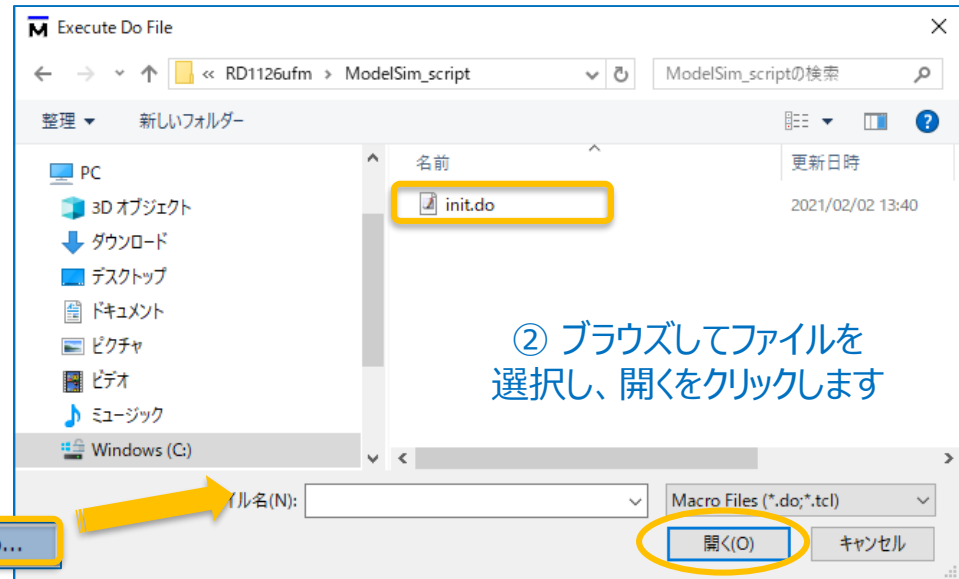 Execute Do File
« RD1126ufm › ModelSim_script
ModelSim_scriptの検索
整理
新しいフォルダー
名前
更新日時
PC
3D オブジェクト
ダウンロード
デスクトップ
ドキュメント
ピクチャ
ビデオ
ミュージック
Windows (C:)
init.do
2021/02/02 13:40
② ブラウズしてファイルを
選択し、開くをクリックします
イル名(N):
Macro Files (*.do;*.tcl)
開く(O)
キャンセル